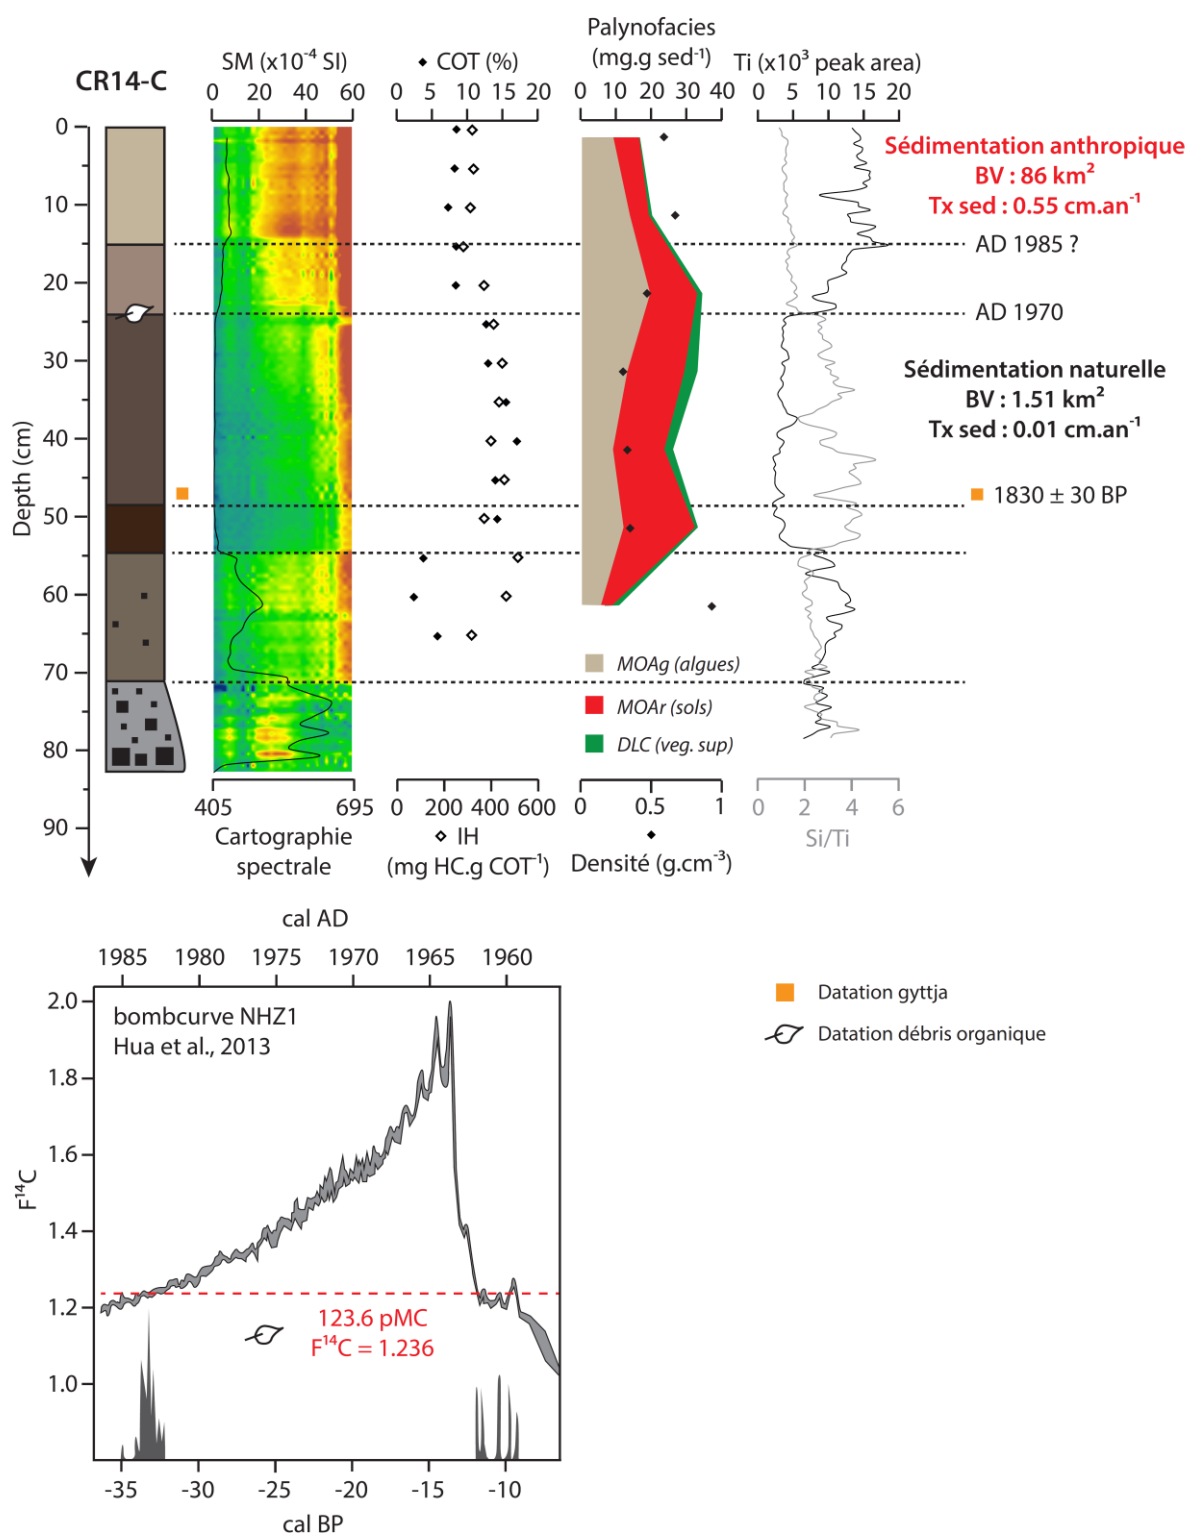 CR14-C
SM (x10⁻⁴ SI)
0 20 40 60
COT (%)
0 5 10 15 20
Palynofacies
(mg.g sed⁻¹)
0 10 20 30 40
Ti (x10³ peak area)
0 5 10 15 20
Depth (cm)
0
10
20
30
40
50
60
70
80
90
Sédimentation anthropique
BV : 86 km²
Tx sed : 0.55 cm.an⁻¹
AD 1985 ?
AD 1970
Sédimentation naturelle
BV : 1.51 km²
Tx sed : 0.01 cm.an⁻¹
1830 ± 30 BP
MOAg (algues)
MOAr (sols)
DLC (veg. sup)
405 695
Cartographie
spectrale
0 200 400 600
IH
(mg HC.g COT⁻¹)
0 0.5 1
Densité (g.cm⁻³)
0 2 4 6
Si/Ti
cal AD
1985 1980 1975 1970 1965 1960
bombcurve NHZ1
Hua et al., 2013
F¹⁴C
2.0
1.8
1.6
1.4
1.2
1.0
123.6 pMC
F¹⁴C = 1.236
-35 -30 -25 -20 -15 -10
cal BP
Datation gyttja
Datation débris organique